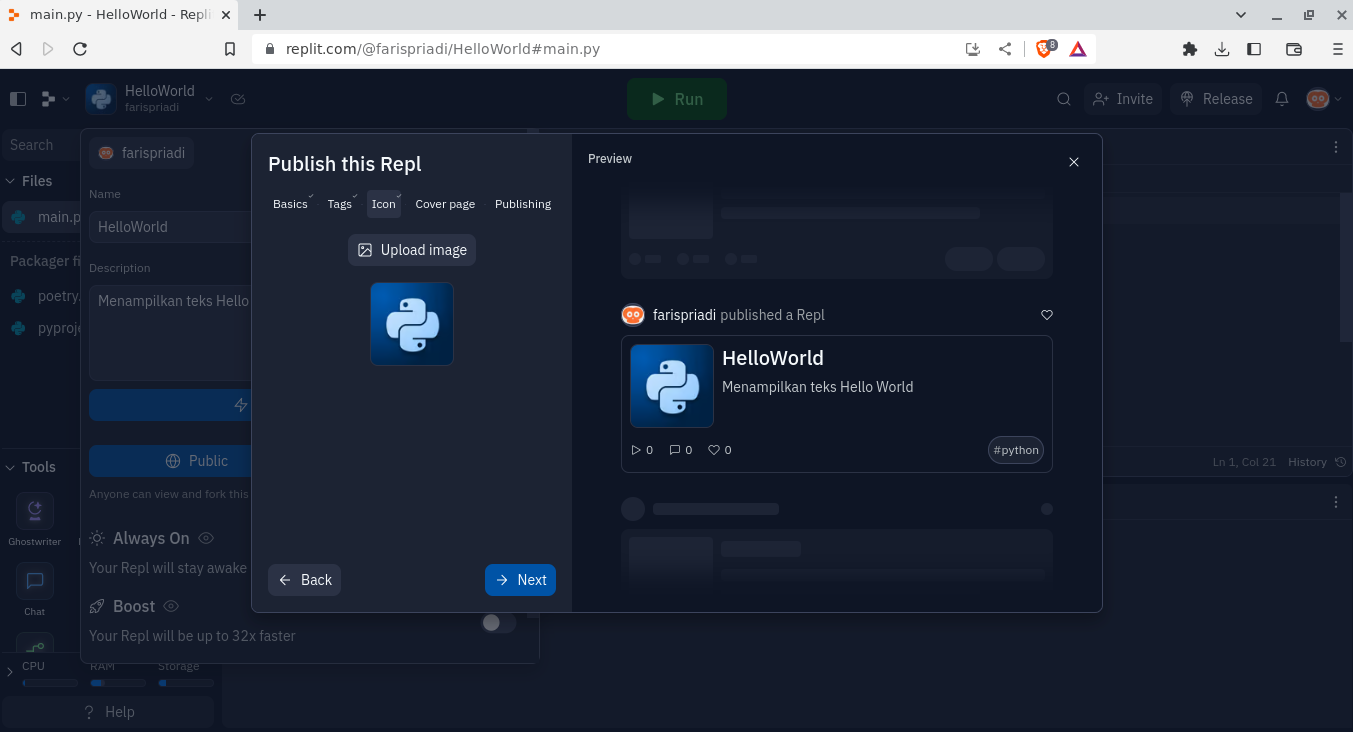 main.py - HelloWorld - Repli
replit.com/@farispriadi/HelloWorld#main.py
8
HelloWorld
farispriadi
Run
Invite
Release
Search
Files
main.p
Packager fi
poetry.
pyproje
Tools
Ghostwriter
Chat
CPU
RAM
Storage
Help
farispriadi
Name
HelloWorld
Description
Menampilkan teks Hello
Public
Anyone can view and fork this
Always On
Your Repl will stay awake
Boost
Your Repl will be up to 32x faster
Publish this Repl
Basics
Tags
Icon
Cover page
Publishing
Upload image
Back
Next
Preview
farispriadi published a Repl
HelloWorld
Menampilkan teks Hello World
0
0
0
#python
Ln 1, Col 21
History